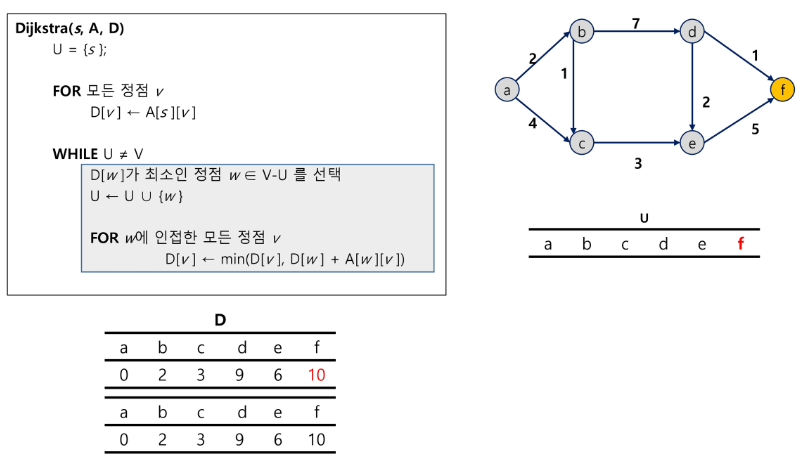 Dijkstra(s, A, D)
U = {s};
FOR 모든 정점 v
D[v] ← A[s][v]
WHILE U ≠ V
D[w]가 최소인 정점 w ∈ V-U 를 선택
U ← U ∪ {w}
FOR w에 인접한 모든 정점 v
D[v] ← min(D[v], D[w] + A[w][v])
b 7 d
2 1
1
a f
4 2 5
c e
3
U
a b c d e f
D
a b c d e f
0 2 3 9 6 10
a b c d e f
0 2 3 9 6 10